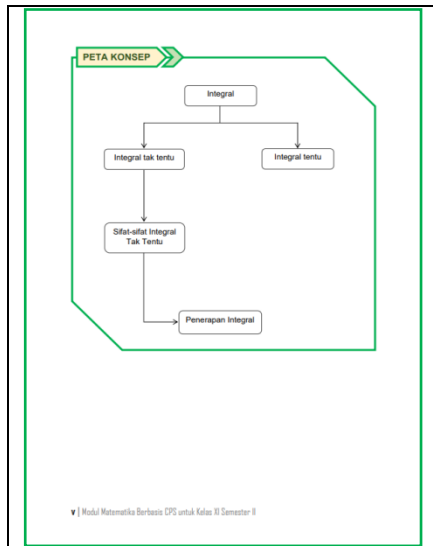 PETA KONSEP
Integral
Integral tak tentu
Integral tentu
Sifat-sifat Integral
Tak Tentu
Penerapan Integral
v | Modul Matematika Berbasis CPS untuk Kelas XI Semester II